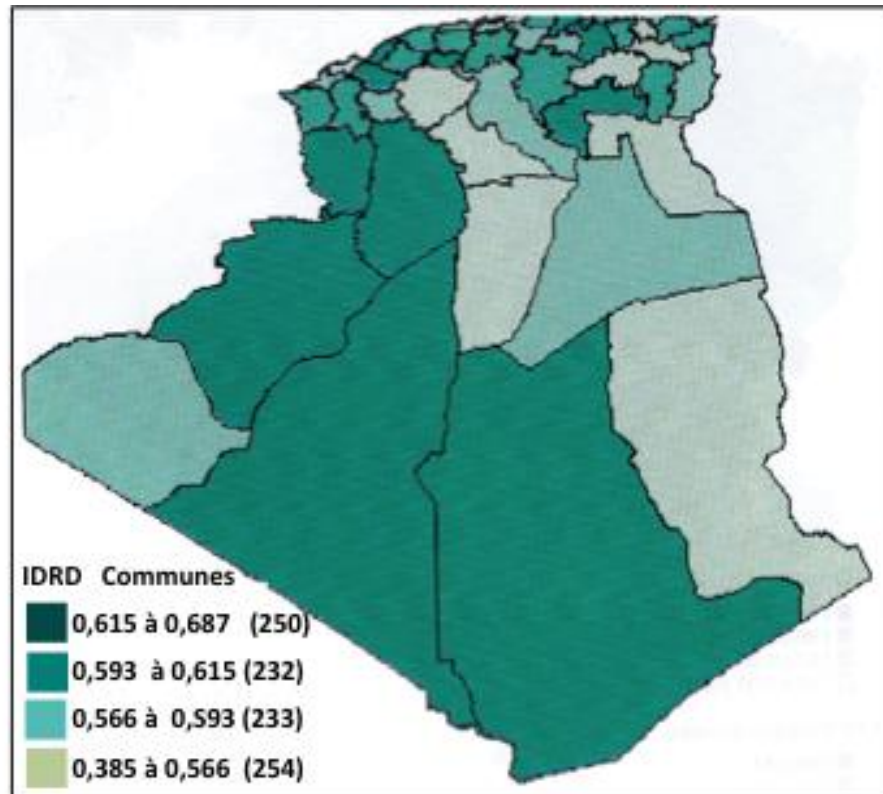 IDRD Communes
0,615 à 0,687 (250)
0,593 à 0,615 (232)
0,566 à 0,593 (233)
0,385 à 0,566 (254)